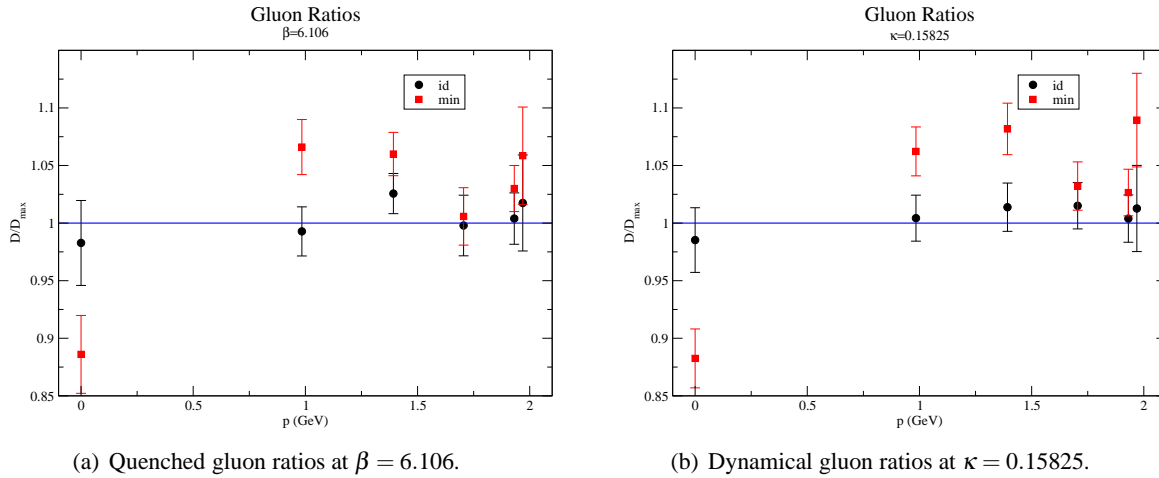 Gluon Ratios
β=6.106
id
min
1.1
1.05
1
0.95
0.9
0.85
D/D_max
0
0.5
1
1.5
2
p (GeV)
(a) Quenched gluon ratios at β = 6.106.
Gluon Ratios
κ=0.15825
id
min
1.1
1.05
1
0.95
0.9
0.85
D/D_max
0
0.5
1
1.5
2
p (GeV)
(b) Dynamical gluon ratios at κ = 0.15825.